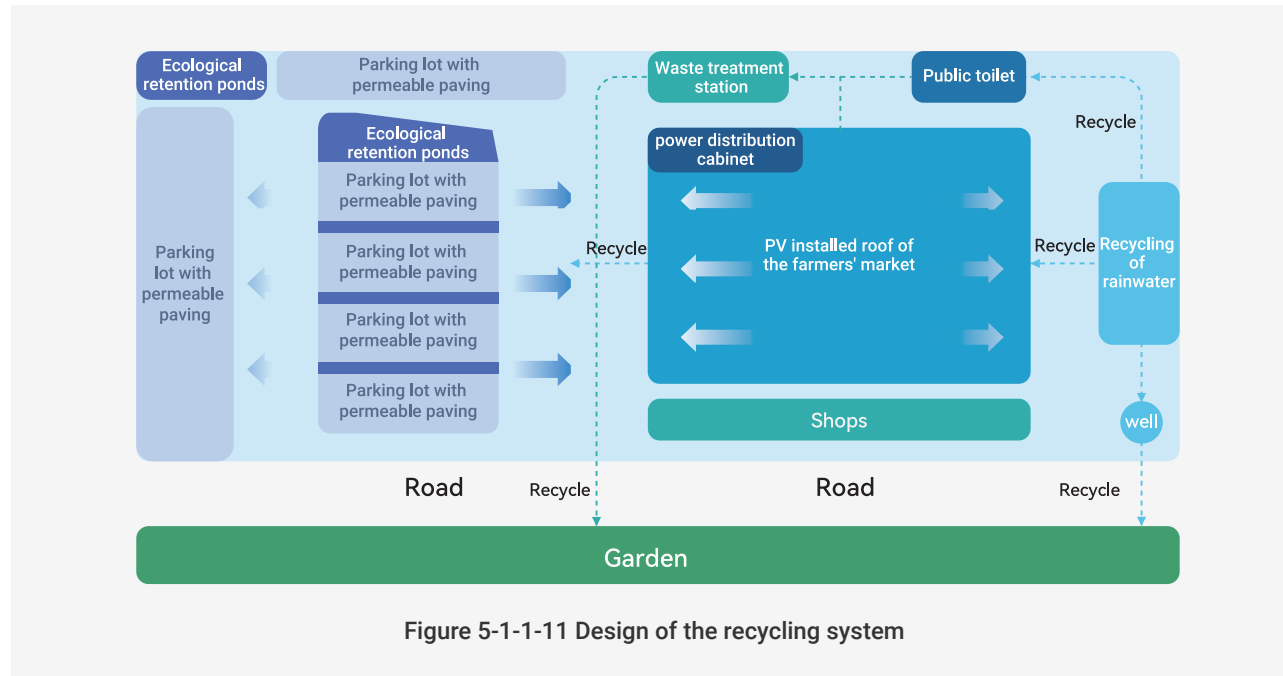 Ecological
retention ponds
Parking lot with
permeable paving
Waste treatment
station
Public toilet
Recycle
Ecological
retention ponds
power distribution
cabinet
Parking lot with
permeable paving
Parking
lot with
permeable
paving
Parking lot with
permeable paving
Recycle
PV installed roof of
the farmers' market
Recycle
Recycling
of
rainwater
Parking lot with
permeable paving
Parking lot with
permeable paving
Shops
well
Road
Recycle
Road
Recycle
Garden
Figure 5-1-1-11 Design of the recycling system